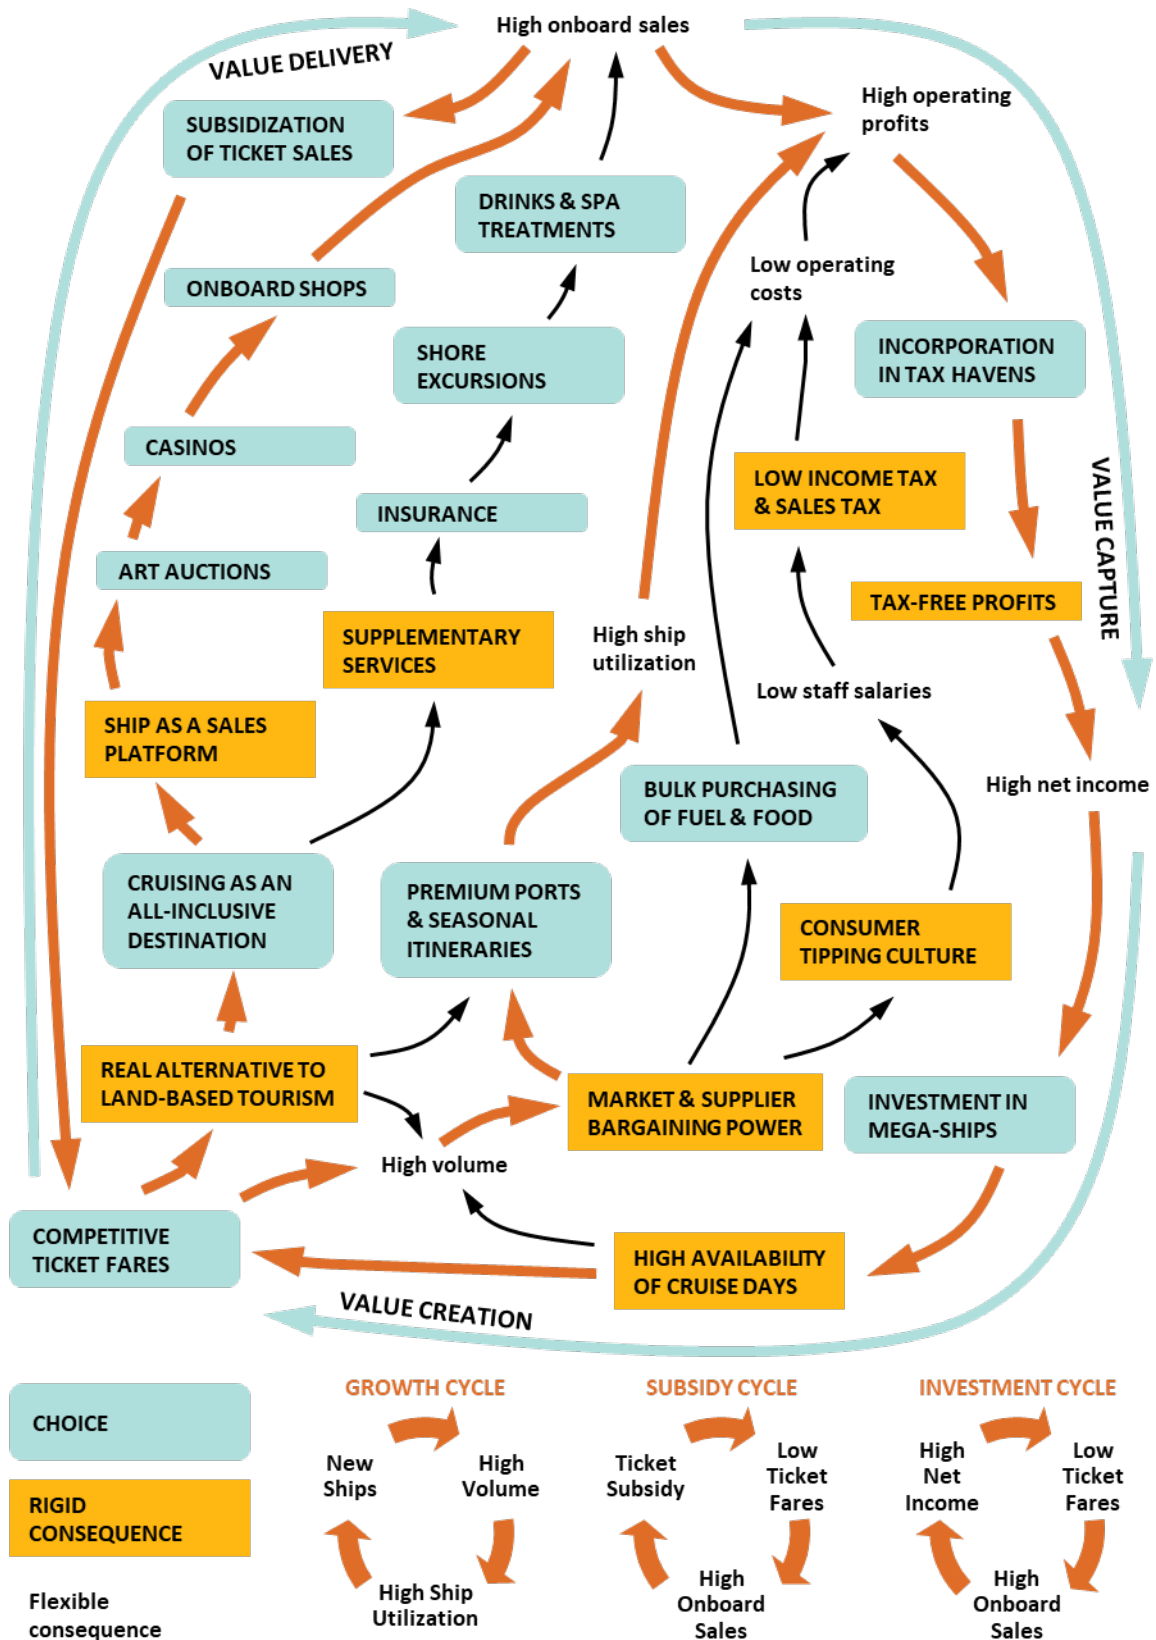 High onboard sales
VALUE DELIVERY
High operating
profits
SUBSIDIZATION
OF TICKET SALES
DRINKS & SPA
TREATMENTS
Low operating
costs
ONBOARD SHOPS
SHORE
EXCURSIONS
INCORPORATION
IN TAX HAVENS
CASINOS
LOW INCOME TAX
& SALES TAX
VALUE CAPTURE
INSURANCE
ART AUCTIONS
TAX-FREE PROFITS
SUPPLEMENTARY
SERVICES
High ship
utilization
Low staff salaries
SHIP AS A SALES
PLATFORM
High net income
BULK PURCHASING
OF FUEL & FOOD
CRUISING AS AN
ALL-INCLUSIVE
DESTINATION
PREMIUM PORTS
& SEASONAL
ITINERARIES
CONSUMER
TIPPING CULTURE
REAL ALTERNATIVE TO
LAND-BASED TOURISM
MARKET & SUPPLIER
BARGAINING POWER
INVESTMENT IN
MEGA-SHIPS
High volume
COMPETITIVE
TICKET FARES
HIGH AVAILABILITY
OF CRUISE DAYS
VALUE CREATION
CHOICE
RIGID
CONSEQUENCE
Flexible
consequence
GROWTH CYCLE
New
Ships
High
Volume
High Ship
Utilization
SUBSIDY CYCLE
Ticket
Subsidy
Low
Ticket
Fares
High
Onboard
Sales
INVESTMENT CYCLE
High
Net
Income
Low
Ticket
Fares
High
Onboard
Sales